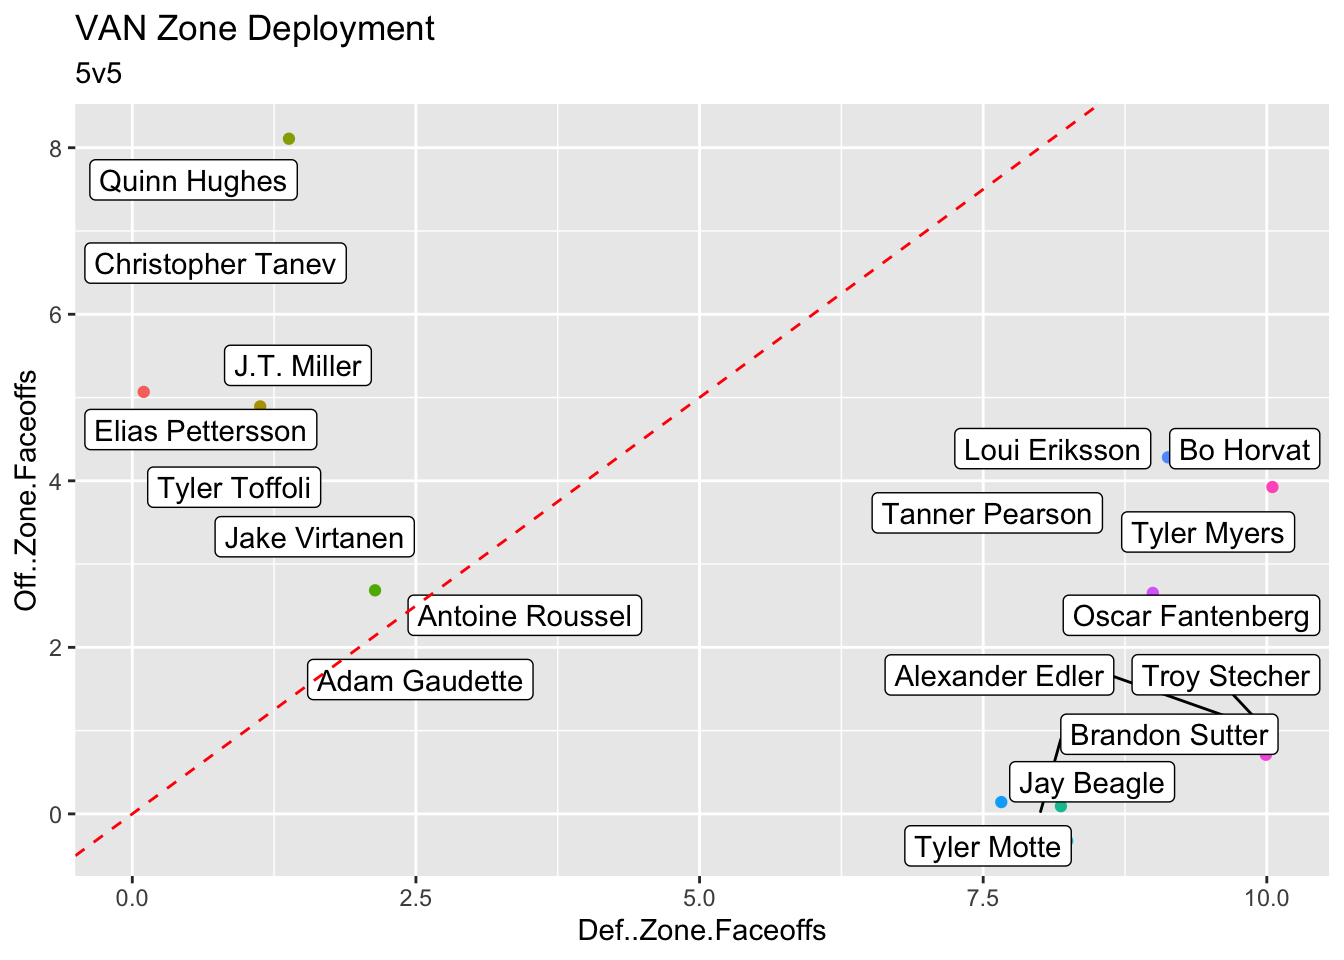 VAN Zone Deployment
5v5
Off..Zone.Faceoffs
8
6
4
2
0
Quinn Hughes
Christopher Tanev
J.T. Miller
Elias Pettersson
Tyler Toffoli
Jake Virtanen
Antoine Roussel
Adam Gaudette
Loui Eriksson
Bo Horvat
Tanner Pearson
Tyler Myers
Oscar Fantenberg
Alexander Edler
Troy Stecher
Brandon Sutter
Jay Beagle
Tyler Motte
0.0
2.5
5.0
7.5
10.0
Def..Zone.Faceoffs